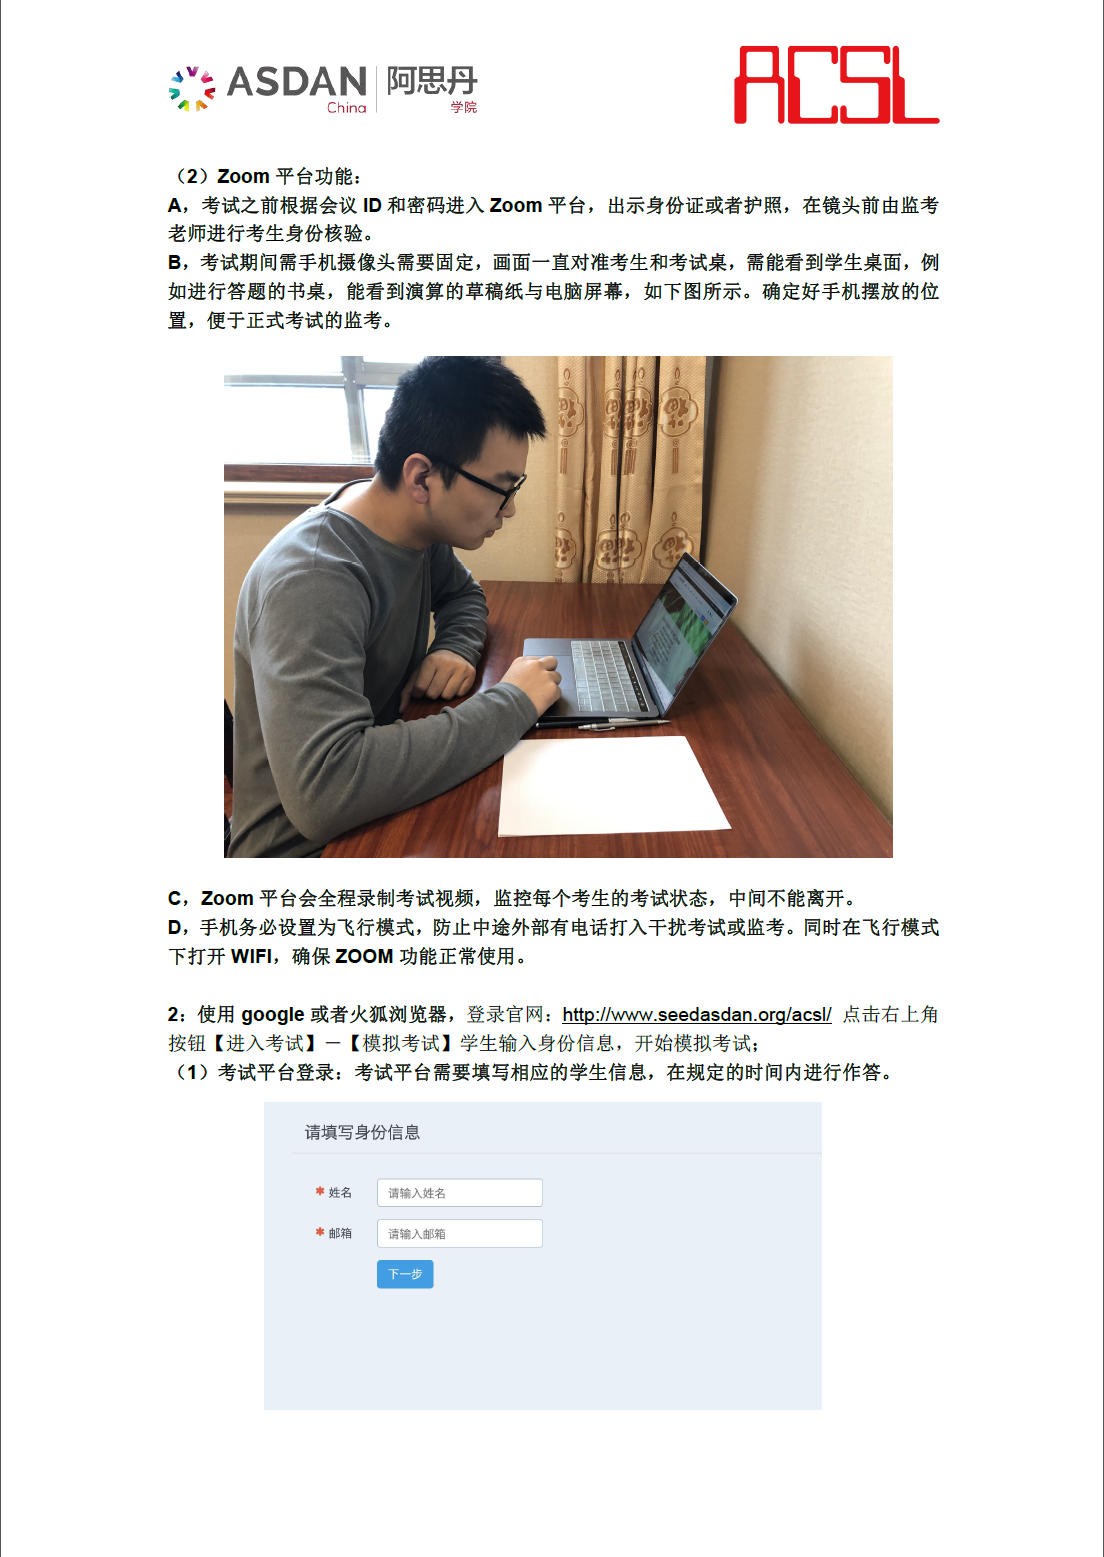 ASDAN 阿思丹
China 学院
ACSL
（2）Zoom 平台功能：
A，考试之前根据会议 ID 和密码进入 Zoom 平台，出示身份证或者护照，在镜头前由监考
老师进行考生身份核验。
B，考试期间需手机摄像头需要固定，画面一直对准考生和考试桌，需能看到学生桌面，例
如进行答题的书桌，能看到演算的草稿纸与电脑屏幕，如下图所示。确定好手机摆放的位
置，便于正式考试的监考。
C，Zoom 平台会全程录制考试视频，监控每个考生的考试状态，中间不能离开。
D，手机务必设置为飞行模式，防止中途外部有电话打入干扰考试或监考。同时在飞行模式
下打开 WIFI，确保 ZOOM 功能正常使用。
2：使用 google 或者火狐浏览器，登录官网：http://www.seedasdan.org/acsl/ 点击右上角
按钮【进入考试】－【模拟考试】学生输入身份信息，开始模拟考试；
（1）考试平台登录：考试平台需要填写相应的学生信息，在规定的时间内进行作答。
请填写身份信息
* 姓名 请输入姓名
* 邮箱 请输入邮箱
下一步